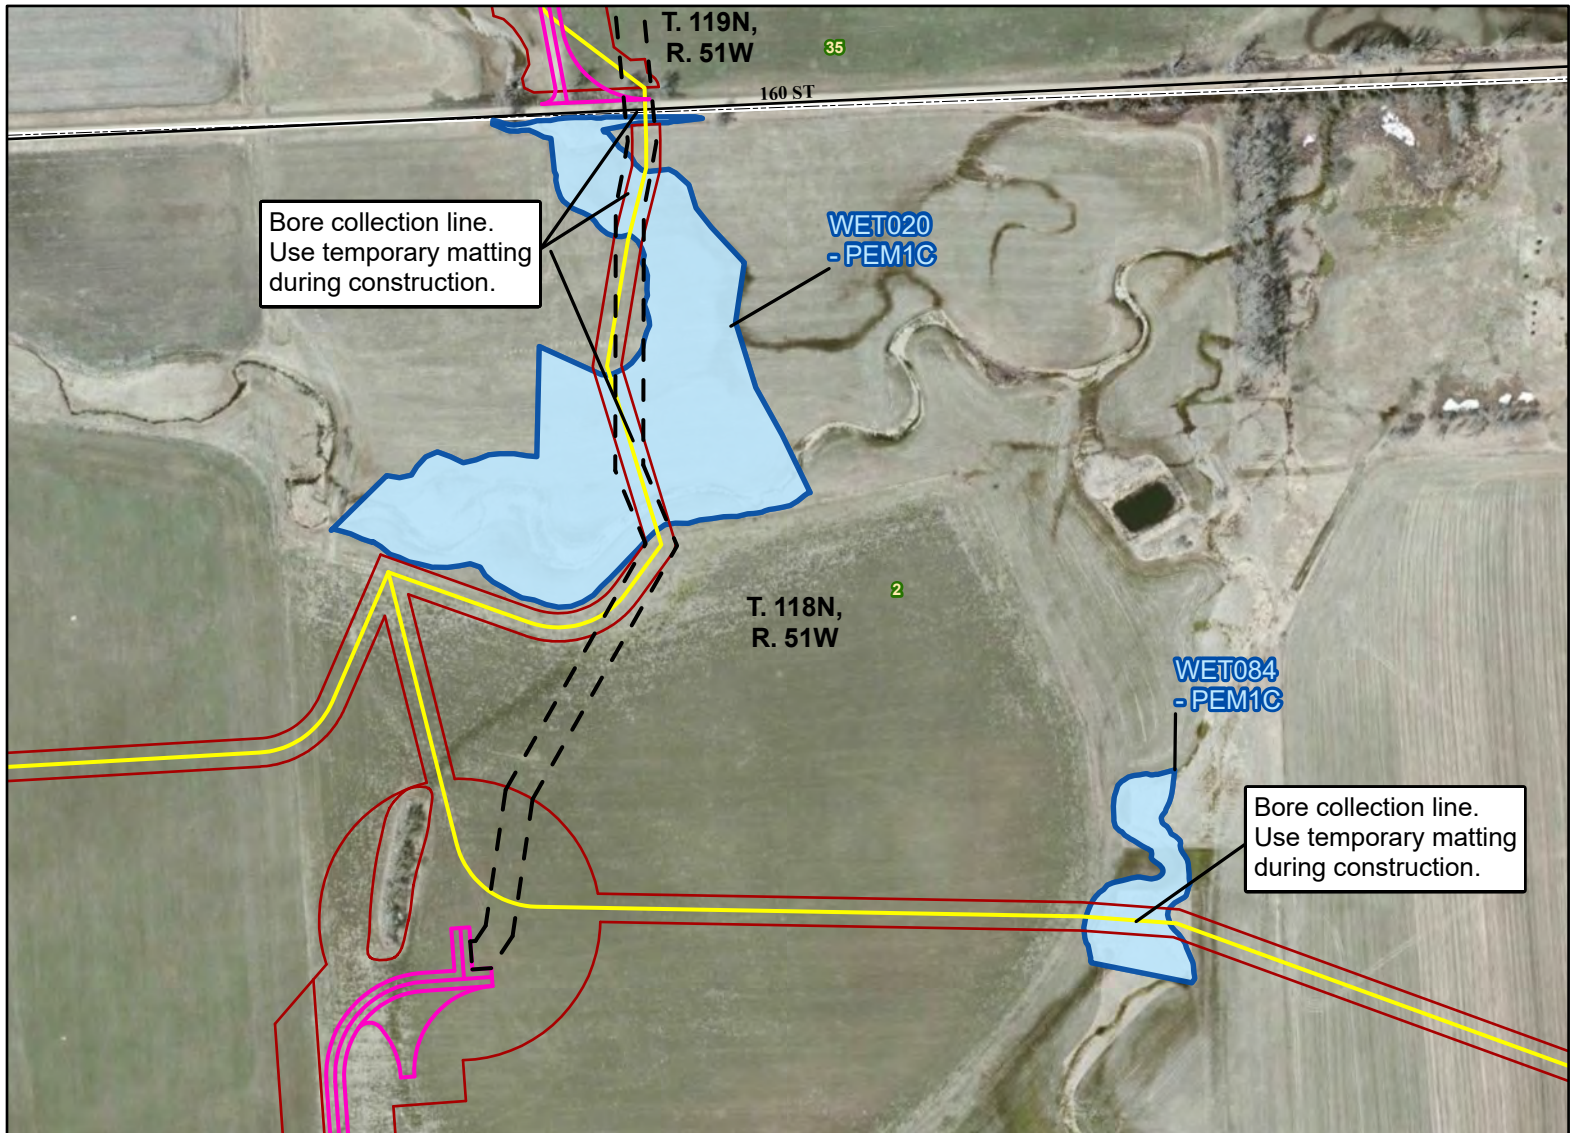 T. 119N,
R. 51W
35
160 ST
Bore collection line.
Use temporary matting
during construction.
WET020
- PEM1C
2
T. 118N,
R. 51W
WET084
- PEM1C
Bore collection line.
Use temporary matting
during construction.